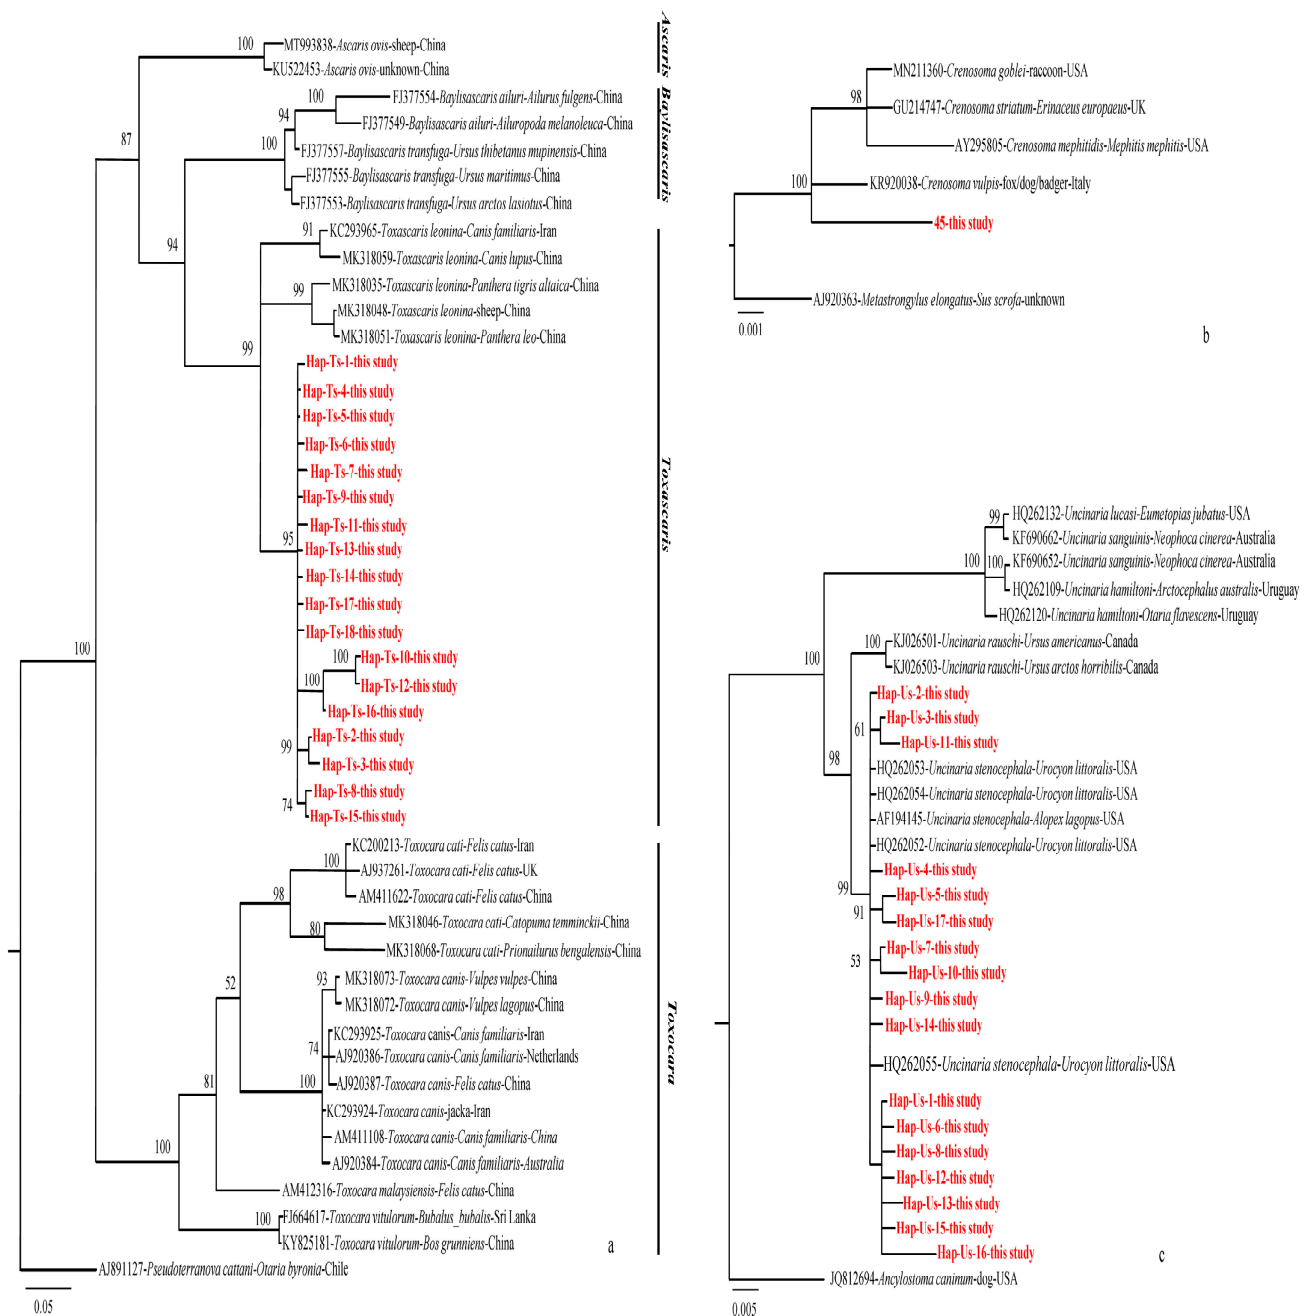 100
MT993838-Ascaris ovis-sheep-China
KU522453-Ascaris ovis-unknown-China
Ascaris
87
FJ377554-Baylisascaris ailuri-Ailurus fulgens-China
100
94
FJ377549-Baylisascaris ailuri-Ailuropoda melanoleuca-China
100
FJ377557-Baylisascaris transfuga-Ursus thibetanus mupinensis-China
FJ377555-Baylisascaris transfuga-Ursus maritimus-China
FJ377553-Baylisascaris transfuga-Ursus arctos lasiotus-China
Baylisascaris
94
91
KC293965-Toxascaris leonina-Canis familiaris-Iran
MK318059-Toxascaris leonina-Canis lupus-China
99
MK318035-Toxascaris leonina-Panthera tigris altaica-China
MK318048-Toxascaris leonina-sheep-China
MK318051-Toxascaris leonina-Panthera leo-China
99
Hap-Ts-1-this study
Hap-Ts-4-this study
Hap-Ts-5-this study
Hap-Ts-6-this study
Hap-Ts-7-this study
Hap-Ts-9-this study
Hap-Ts-11-this study
95
Hap-Ts-13-this study
Hap-Ts-14-this study
Hap-Ts-17-this study
Hap-Ts-18-this study
100
Hap-Ts-10-this study
100
Hap-Ts-12-this study
Hap-Ts-16-this study
99
Hap-Ts-2-this study
Hap-Ts-3-this study
74
Hap-Ts-8-this study
Hap-Ts-15-this study
Toxascaris
100
KC200213-Toxocara cati-Felis catus-Iran
100
AJ937261-Toxocara cati-Felis catus-UK
98
AM411622-Toxocara cati-Felis catus-China
80
MK318046-Toxocara cati-Catopuma temminckii-China
MK318068-Toxocara cati-Prionailurus bengalensis-China
52
93
MK318073-Toxocara canis-Vulpes vulpes-China
MK318072-Toxocara canis-Vulpes lagopus-China
KC293925-Toxocara canis-Canis familiaris-Iran
74
AJ920386-Toxocara canis-Canis familiaris-Netherlands
81
100
AJ920387-Toxocara canis-Felis catus-China
KC293924-Toxocara canis-jacka-Iran
AM411108-Toxocara canis-Canis familiaris-China
AJ920384-Toxocara canis-Canis familiaris-Australia
100
AM412316-Toxocara malaysiensis-Felis catus-China
100
FJ664617-Toxocara vitulorum-Bubalus_bubalis-Sri Lanka
KY825181-Toxocara vitulorum-Bos grunniens-China
Toxocara
a
AJ891127-Pseudoterranova cattani-Otaria byronia-Chile
0.05
MN211360-Crenosoma goblei-raccoon-USA
98
GU214747-Crenosoma striatum-Erinaceus europaeus-UK
AY295805-Crenosoma mephitidis-Mephitis mephitis-USA
100
KR920038-Crenosoma vulpis-fox/dog/badger-Italy
45-this study
AJ920363-Metastrongylus elongatus-Sus scrofa-unknown
0.001
b
99
HQ262132-Uncinaria lucasi-Eumetopias jubatus-USA
KF690662-Uncinaria sanguinis-Neophoca cinerea-Australia
100
100
KF690652-Uncinaria sanguinis-Neophoca cinerea-Australia
HQ262109-Uncinaria hamiltoni-Arctocephalus australis-Uruguay
HQ262120-Uncinaria hamiltoni-Otaria flavescens-Uruguay
100
100
KJ026501-Uncinaria rauschi-Ursus americanus-Canada
KJ026503-Uncinaria rauschi-Ursus arctos horribilis-Canada
Hap-Us-2-this study
61
Hap-Us-3-this study
Hap-Us-11-this study
98
HQ262053-Uncinaria stenocephala-Urocyon littoralis-USA
HQ262054-Uncinaria stenocephala-Urocyon littoralis-USA
AF194145-Uncinaria stenocephala-Alopex lagopus-USA
HQ262052-Uncinaria stenocephala-Urocyon littoralis-USA
Hap-Us-4-this study
99
91
Hap-Us-5-this study
Hap-Us-17-this study
53
Hap-Us-7-this study
Hap-Us-10-this study
Hap-Us-9-this study
Hap-Us-14-this study
HQ262055-Uncinaria stenocephala-Urocyon littoralis-USA
Hap-Us-1-this study
Hap-Us-6-this study
Hap-Us-8-this study
Hap-Us-12-this study
Hap-Us-13-this study
Hap-Us-15-this study
Hap-Us-16-this study
c
JQ812694-Ancylostoma caninum-dog-USA
0.005